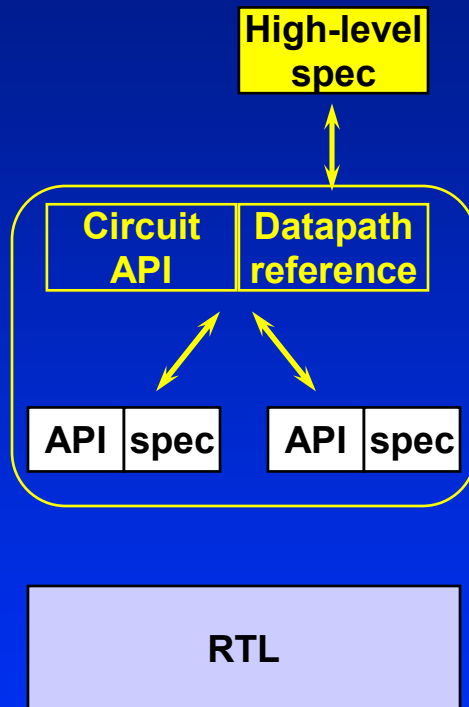 High-level
spec
Circuit Datapath
API reference
API spec API spec
RTL